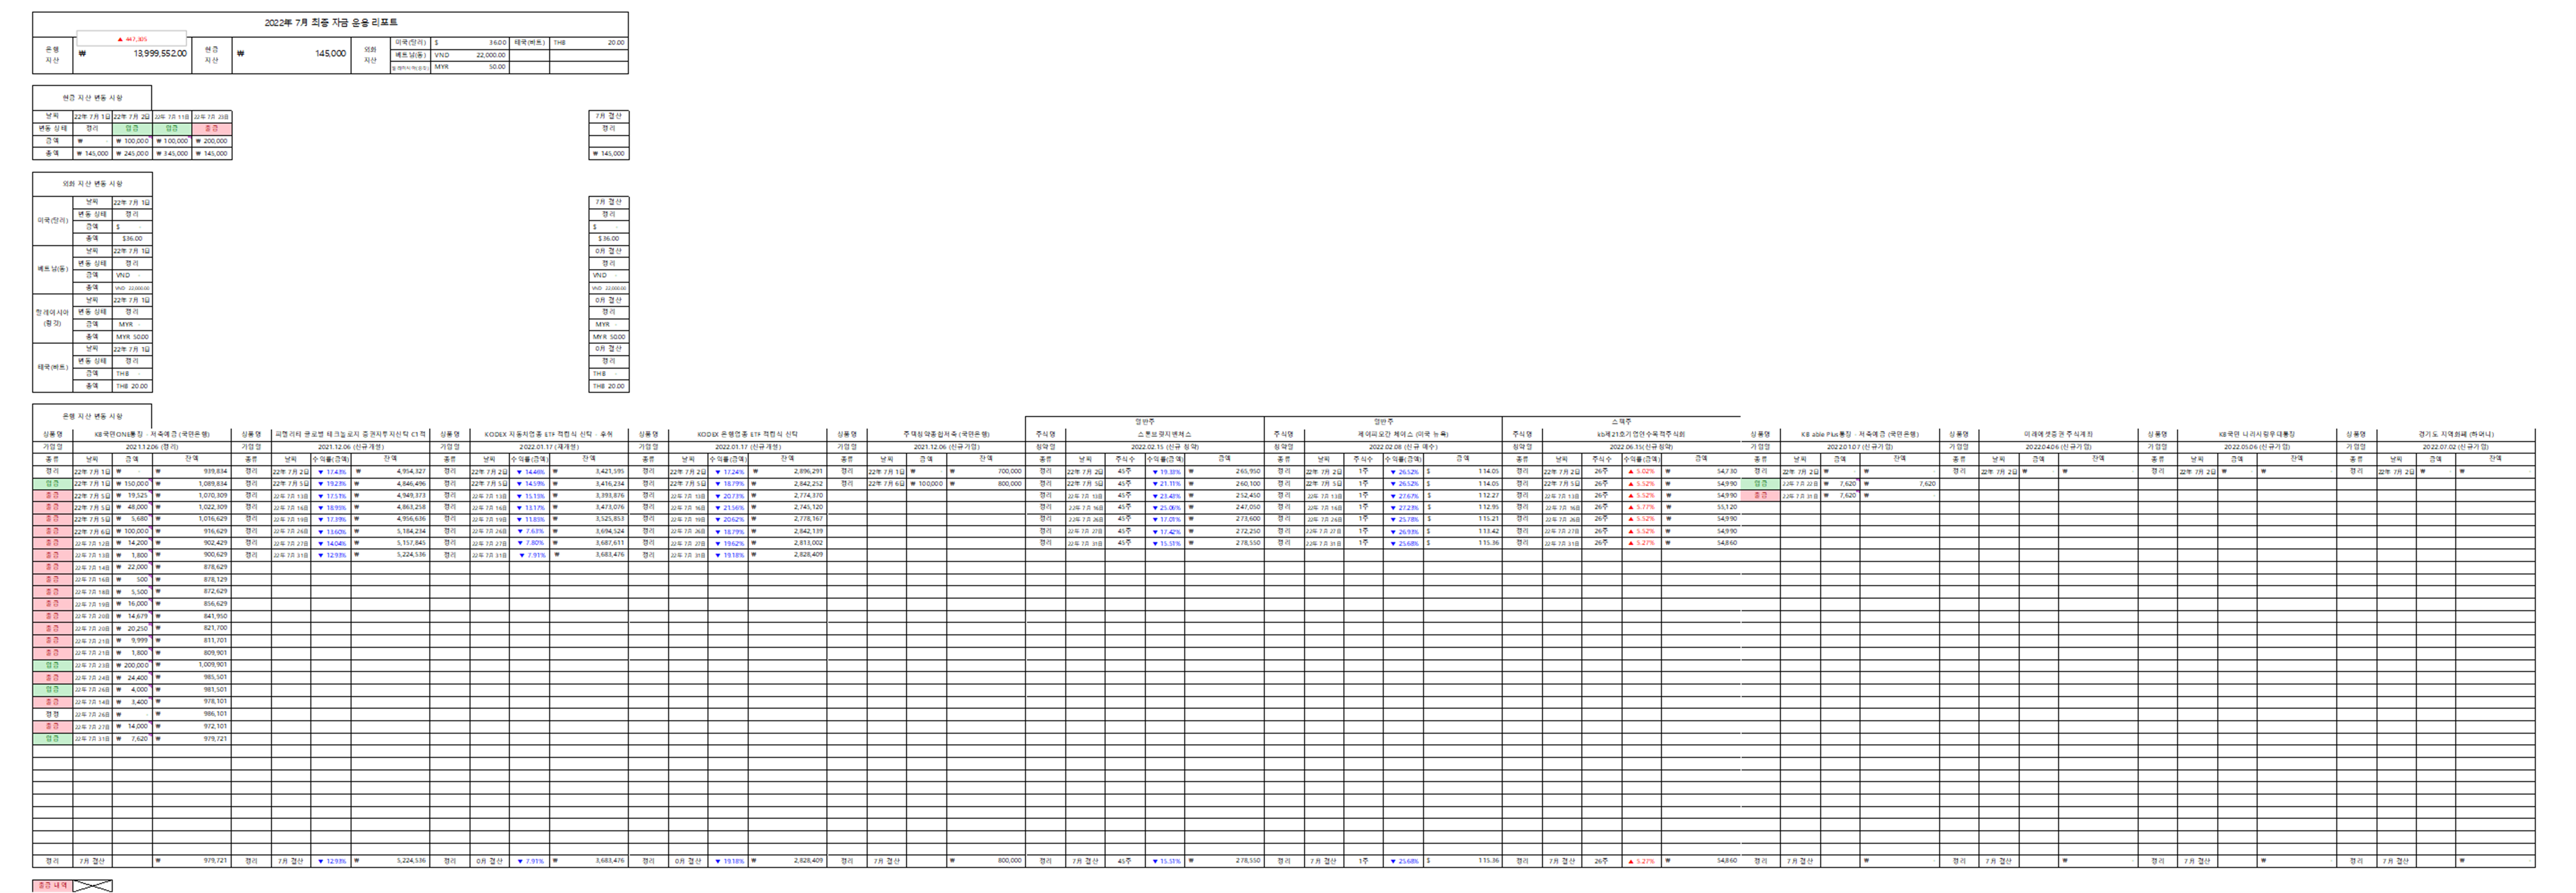 2022年 7月 최종 자금 운용 리포트
▲ 447,305
은행 지산 ₩ 13,999,552.00 현금 지산 ₩ 145,000 외화 지산 미국(달러) $ 36.00 태국(바트) THB 20.00
베트남(동) VND 22,000.00
MYR 50.00
현금 지산 변동 사항
날찌 22年 7月 1日 22年 7月 2日 22年 7月 11日 22年 7月 23日 7月 결산
변동 상태 정리 입금 입금 출금 정리
금액 ₩ - ₩ 100,000 ₩ 100,000 ₩ 200,000
총액 ₩ 145,000 ₩ 245,000 ₩ 345,000 ₩ 145,000 ₩ 145,000
외화 지산 변동 사항
미국(달러) 날찌 22年 7月 1日 7月 결산
변동 상태 정리 정리
금액 $ - $ -
총액 $36.00 $36.00
베트남(동) 날찌 22年 7月 1日 0月 결산
변동 상태 정리 정리
금액 VND - VND -
총액 VND 22,000.00 VND 22,000.00
말레이시아 (링깃) 날찌 22年 7月 1日 0月 결산
변동 상태 정리 정리
금액 MYR - MYR -
총액 MYR 50.00 MYR 50.00
태국(바트) 날찌 22年 7月 1日 0月 결산
변동 상태 정리 정리
금액 THB - THB -
총액 THB 20.00 THB 20.00
은행 지산 변동 사항
일반주 일반주 스팩주
상품명 KB국민ONE통장 - 저축예금 (국민은행) 상품명 피델리티 글로벌 테크놀로지 증권지투지신탁 C1적 상품명 KODEX 지동치업종 ETF 적립식 신탁 - 후취 상품명 KODEX 은행업종 ETF 적립식 신탁 상품명 주택청약종합저축(국민은행) 주식명 스톤브릿지벤처스 주식명 제이피모간 체이스 (미국 뉴욕) 주식명 kb제21호기업인수목적주식회 상품명 KB able Plus통장 - 저축예금 (국민은행) 상품명 미래에셋증권 주식계좌 상품명 KB국민 나라사랑우대통장 상품명 경기도 지역화폐 (하머니)
가입일 2021.12.06 (정리) 가입일 2021.12.06 (신규개설) 가입일 2022.01.17 (재개설) 가입일 2022.01.17 (신규개설) 가입일 2021.12.06 (신규가입) 청약일 2022.02.15 (신규 청약) 청약일 2022.02.08 (신규 매수) 청약일 2022.06.15(신규청약) 가입일 2022.01.07 (신규가입) 가입일 2022.04.06 (신규가입) 가입일 2022.05.06 (신규가입) 가입일 2022.07.02 (신규가입)
종류 날찌 금액 잔액 종류 날찌 수익률(금액) 잔액 종류 날찌 수익률(금액) 잔액 종류 날찌 수익률(금액) 잔액 종류 날찌 금액 잔액 종류 날찌 주식수 수익률(금액) 금액 종류 날찌 주식수 수익률(금액) 금액 종류 날찌 주식수 수익률(금액) 금액 종류 날찌 금액 잔액 종류 날찌 금액 잔액 종류 날찌 금액 잔액 종류 날찌 금액 잔액
정리 22年 7月 1日 ₩ - ₩ 939,834 정리 22年 7月 2日 ▼ 17.43% ₩ 4,954,327 정리 22年 7月 2日 ▼ 14.46% ₩ 3,421,595 정리 22年 7月 2日 ▼ 17.24% ₩ 2,896,291 정리 22年 7月 1日 ₩ - ₩ 700,000 정리 22年 7月 2日 45주 ▼ 19.31% ₩ 265,950 정리 22年 7月 2日 1주 ▼ 26.52% $ 114.05 정리 22年 7月 2日 26주 ▲ 5.02% ₩ 54,730 정리 22年 7月 2日 ₩ - ₩ - 정리 22年 7月 2日 ₩ - ₩ - 정리 22年 7月 2日 ₩ - ₩ - 정리 22年 7月 2日 ₩ - ₩ -
입금 22年 7月 1日 ₩ 150,000 ₩ 1,089,834 정리 22年 7月 5日 ▼ 19.23% ₩ 4,846,496 정리 22年 7月 5日 ▼ 14.59% ₩ 3,416,234 정리 22年 7月 5日 ▼ 18.79% ₩ 2,842,252 정리 22年 7月 6日 ₩ 100,000 ₩ 800,000 정리 22年 7月 5日 45주 ▼ 21.11% ₩ 260,100 정리 22年 7月 5日 1주 ▼ 26.52% $ 114.05 정리 22年 7月 5日 26주 ▲ 5.52% ₩ 54,990 입금 22年 7月 22日 ₩ 7,620 ₩ 7,620
출금 22年 7月 5日 ₩ 19,525 ₩ 1,070,309 정리 22年 7月 13日 ▼ 17.51% ₩ 4,949,373 정리 22年 7月 13日 ▼ 15.15% ₩ 3,393,876 정리 22年 7月 13日 ▼ 20.73% ₩ 2,774,370 정리 22年 7月 13日 45주 ▼ 23.43% ₩ 252,450 정리 22年 7月 13日 1주 ▼ 27.67% $ 112.27 정리 22年 7月 13日 26주 ▲ 5.52% ₩ 54,990 출금 22年 7月 31日 ₩ 7,620 ₩ -
출금 22年 7月 5日 ₩ 48,000 ₩ 1,022,309 정리 22年 7月 16日 ▼ 18.95% ₩ 4,863,258 정리 22年 7月 16日 ▼ 13.17% ₩ 3,473,076 정리 22年 7月 16日 ▼ 21.56% ₩ 2,745,120 정리 22年 7月 16日 45주 ▼ 25.06% ₩ 247,050 정리 22年 7月 16日 1주 ▼ 27.23% $ 112.95 정리 22年 7月 16日 26주 ▲ 5.77% ₩ 55,120
출금 22年 7月 5日 ₩ 5,680 ₩ 1,016,629 정리 22年 7月 19日 ▼ 17.39% ₩ 4,956,636 정리 22年 7月 19日 ▼ 11.85% ₩ 3,525,853 정리 22年 7月 19日 ▼ 20.62% ₩ 2,778,167 정리 22年 7月 26日 45주 ▼ 17.01% ₩ 273,600 정리 22年 7月 26日 1주 ▼ 25.78% $ 115.21 정리 22年 7月 26日 26주 ▲ 5.52% ₩ 54,990
출금 22年 7月 6日 ₩ 100,000 ₩ 916,629 정리 22年 7月 26日 ▼ 13.60% ₩ 5,184,234 정리 22年 7月 26日 ▼ 7.63% ₩ 3,694,524 정리 22年 7月 26日 ▼ 18.79% ₩ 2,842,139 정리 22年 7月 27日 45주 ▼ 17.42% ₩ 272,250 정리 22年 7月 27日 1주 ▼ 26.93% $ 113.42 정리 22年 7月 27日 26주 ▲ 5.52% ₩ 54,990
출금 22年 7月 12日 ₩ 14,200 ₩ 902,429 정리 22年 7月 27日 ▼ 14.04% ₩ 5,157,845 정리 22年 7月 27日 ▼ 7.80% ₩ 3,687,611 정리 22年 7月 27日 ▼ 19.62% ₩ 2,813,002 정리 22年 7月 31日 45주 ▼ 15.51% ₩ 278,550 정리 22年 7月 31日 1주 ▼ 25.68% $ 115.36 정리 22年 7月 31日 26주 ▲ 5.27% ₩ 54,860
출금 22年 7月 13日 ₩ 1,800 ₩ 900,629 정리 22年 7月 31日 ▼ 12.93% ₩ 5,224,536 정리 22年 7月 31日 ▼ 7.91% ₩ 3,683,476 정리 22年 7月 31日 ▼ 19.18% ₩ 2,828,409
출금 22年 7月 14日 ₩ 22,000 ₩ 878,629
출금 22年 7月 16日 ₩ 500 ₩ 878,129
출금 22年 7月 18日 ₩ 5,500 ₩ 872,629
출금 22年 7月 19日 ₩ 16,000 ₩ 856,629
출금 22年 7月 20日 ₩ 14,679 ₩ 841,950
출금 22年 7月 20日 ₩ 20,250 ₩ 821,700
출금 22年 7月 21日 ₩ 9,999 ₩ 811,701
출금 22年 7月 21日 ₩ 1,800 ₩ 809,901
입금 22年 7月 23日 ₩ 200,000 ₩ 1,009,901
출금 22年 7月 24日 ₩ 24,400 ₩ 985,501
입금 22年 7月 26日 ₩ 4,000 ₩ 981,501
출금 22年 7月 14日 ₩ 3,400 ₩ 978,101
정정 22年 7月 26日 ₩ ₩ 986,101
출금 22年 7月 27日 ₩ 14,000 ₩ 972,101
입금 22年 7月 31日 ₩ 7,620 ₩ 979,721
정리 7月 결산 ₩ 979,721 정리 7月 결산 ▼ 12.93% ₩ 5,224,536 정리 0月 결산 ▼ 7.91% ₩ 3,683,476 정리 0月 결산 ▼ 19.18% ₩ 2,828,409 정리 7月 결산 ₩ 800,000 정리 7月 결산 45주 ▼ 15.51% ₩ 278,550 정리 7月 결산 1주 ▼ 25.68% $ 115.36 정리 7月 결산 26주 ▲ 5.27% ₩ 54,860 정리 7月 결산 ₩ - 정리 7月 결산 ₩ - 정리 7月 결산 ₩ - 정리 7月 결산 ₩ -
출금 내역